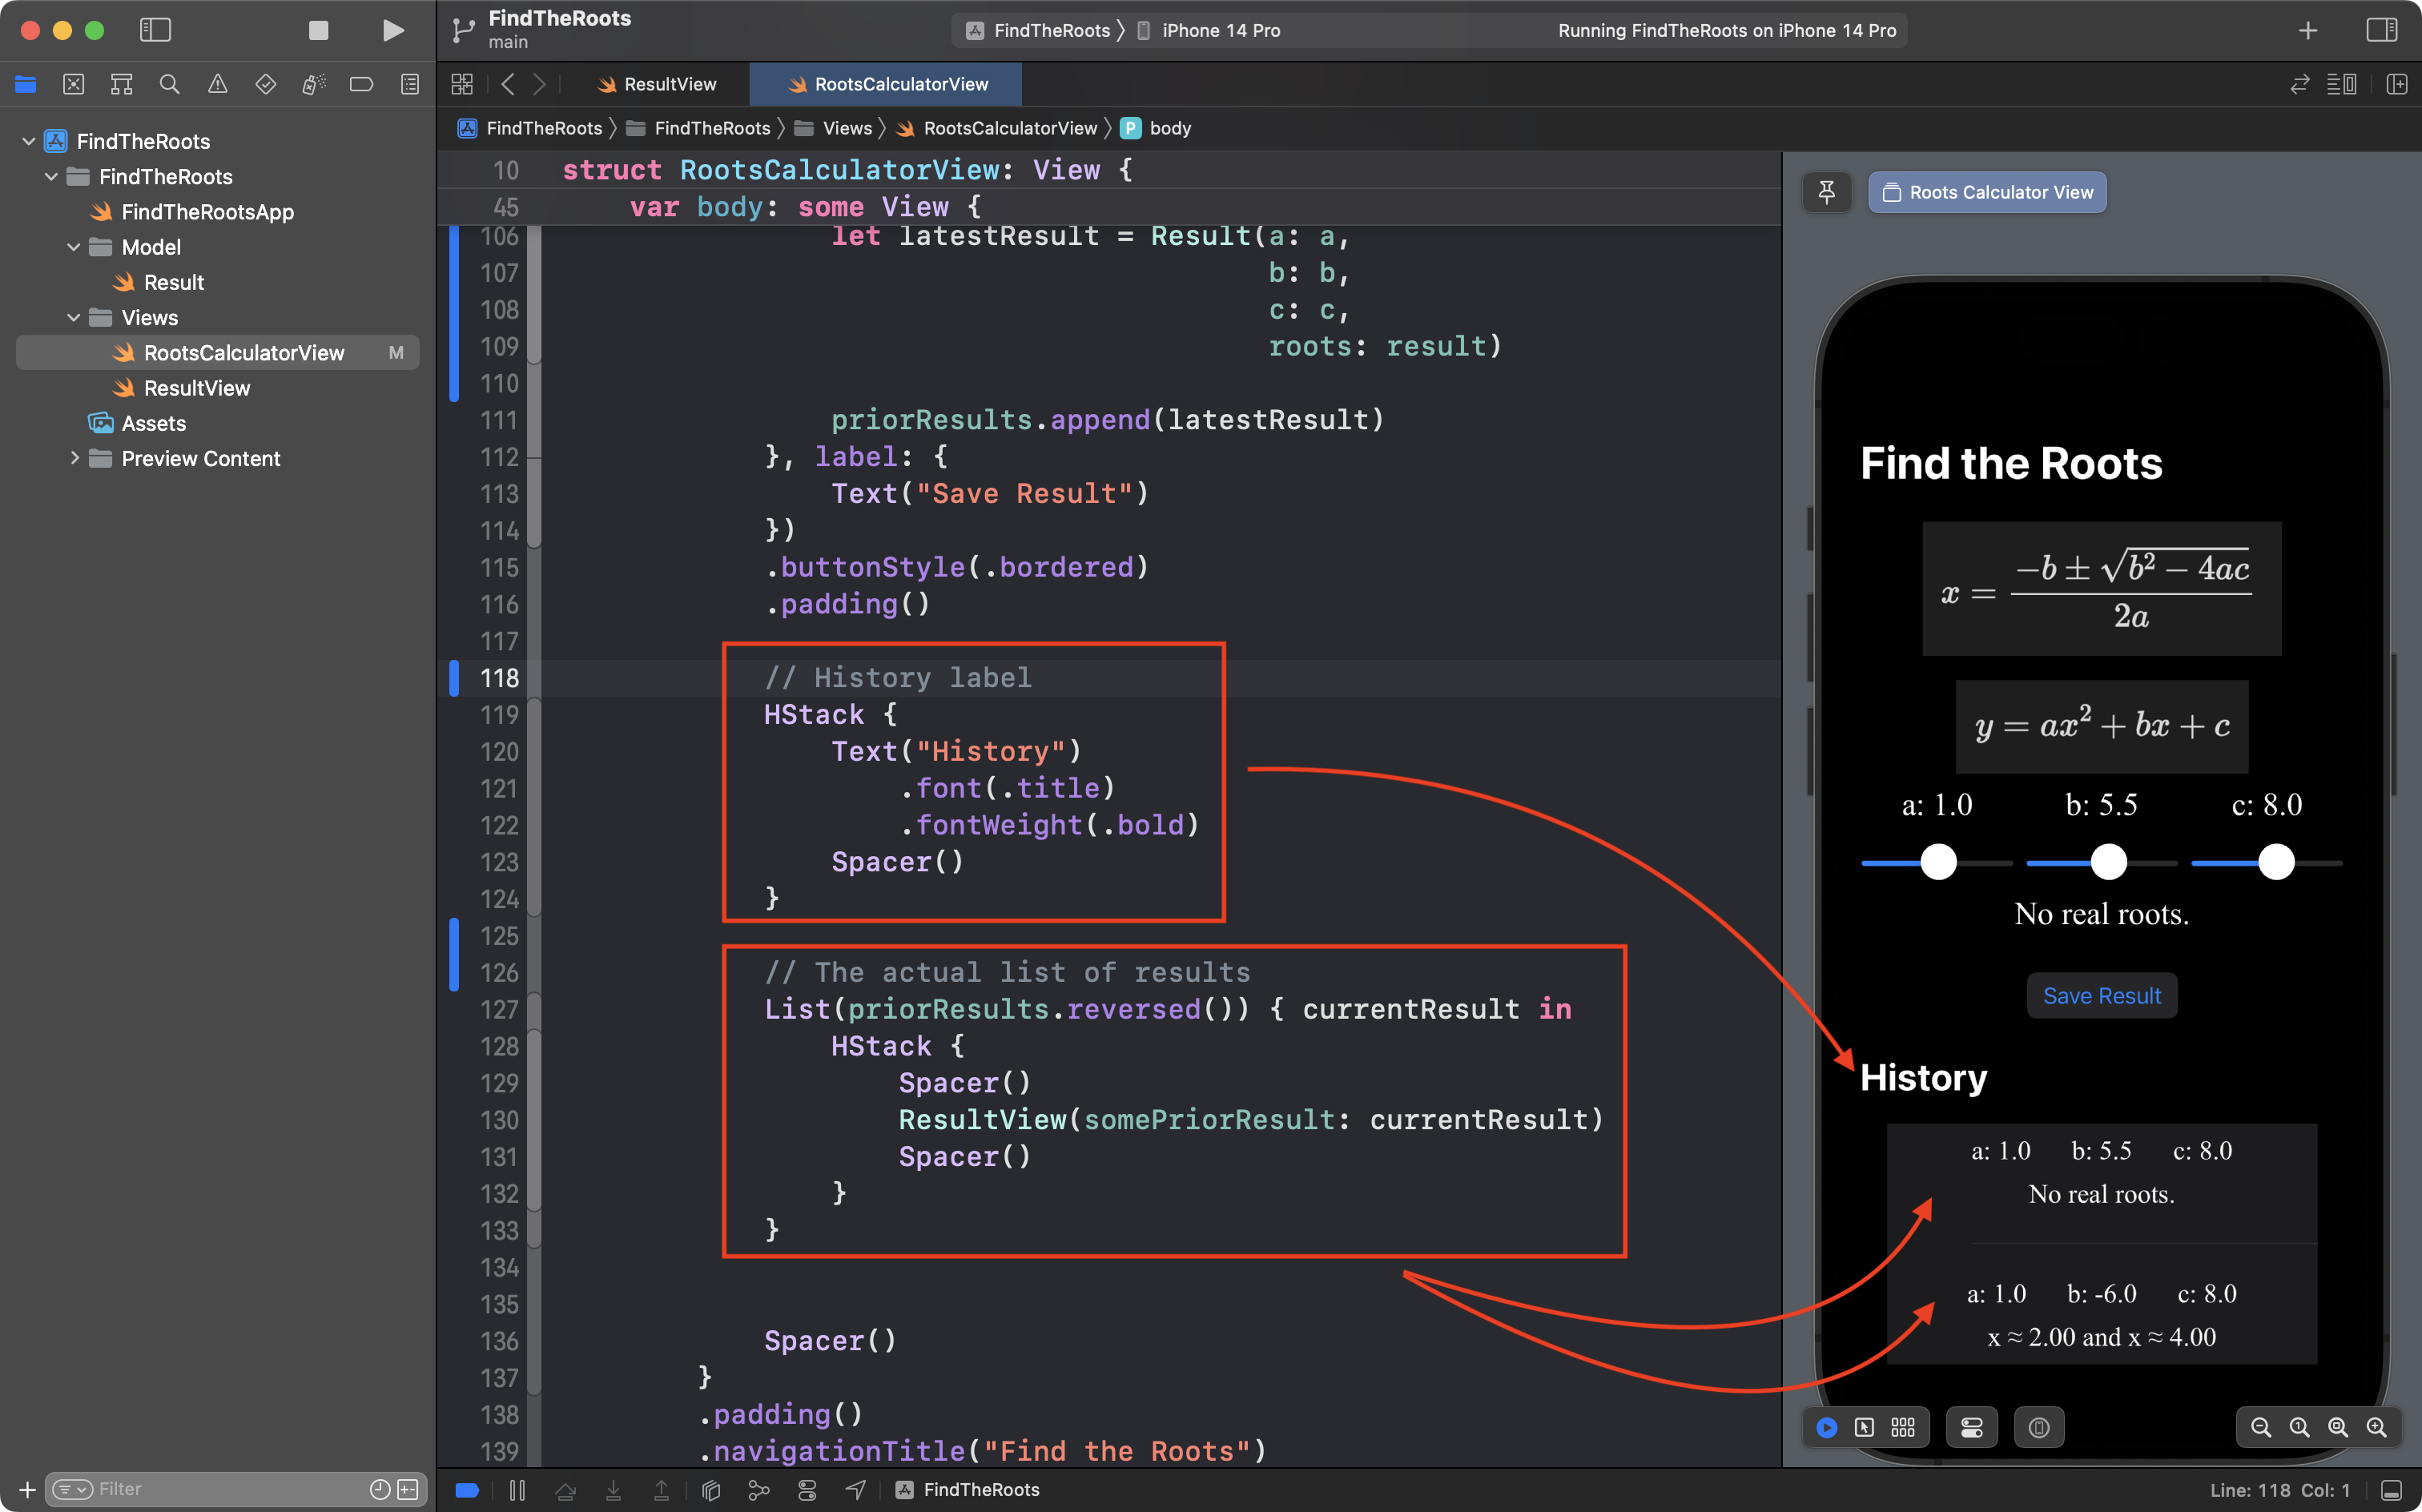 FindTheRoots
main
FindTheRoots 〉 iPhone 14 Pro
Running FindTheRoots on iPhone 14 Pro
ResultView
RootsCalculatorView
FindTheRoots 〉 FindTheRoots 〉 Views 〉 RootsCalculatorView 〉 P body
FindTheRoots
FindTheRoots
FindTheRootsApp
Model
Result
Views
RootsCalculatorView M
ResultView
Assets
Preview Content
Filter
10 struct RootsCalculatorView: View {
45 var body: some View {
106 let latestResult = Result(a: a,
107 b: b,
108 c: c,
109 roots: result)
110
111 priorResults.append(latestResult)
112 }, label: {
113 Text("Save Result")
114 })
115 .buttonStyle(.bordered)
116 .padding()
117
118 // History label
119 HStack {
120 Text("History")
121 .font(.title)
122 .fontWeight(.bold)
123 Spacer()
124 }
125
126 // The actual list of results
127 List(priorResults.reversed()) { currentResult in
128 HStack {
129 Spacer()
130 ResultView(somePriorResult: currentResult)
131 Spacer()
132 }
133 }
134
135
136 Spacer()
137 }
138 .padding()
139 .navigationTitle("Find the Roots")
Roots Calculator View
Find the Roots
x = (-b ± √(b² − 4ac)) / 2a
y = ax² + bx + c
a: 1.0 b: 5.5 c: 8.0
No real roots.
Save Result
History
a: 1.0 b: 5.5 c: 8.0
No real roots.
a: 1.0 b: -6.0 c: 8.0
x ≈ 2.00 and x ≈ 4.00
FindTheRoots
Line: 118 Col: 1